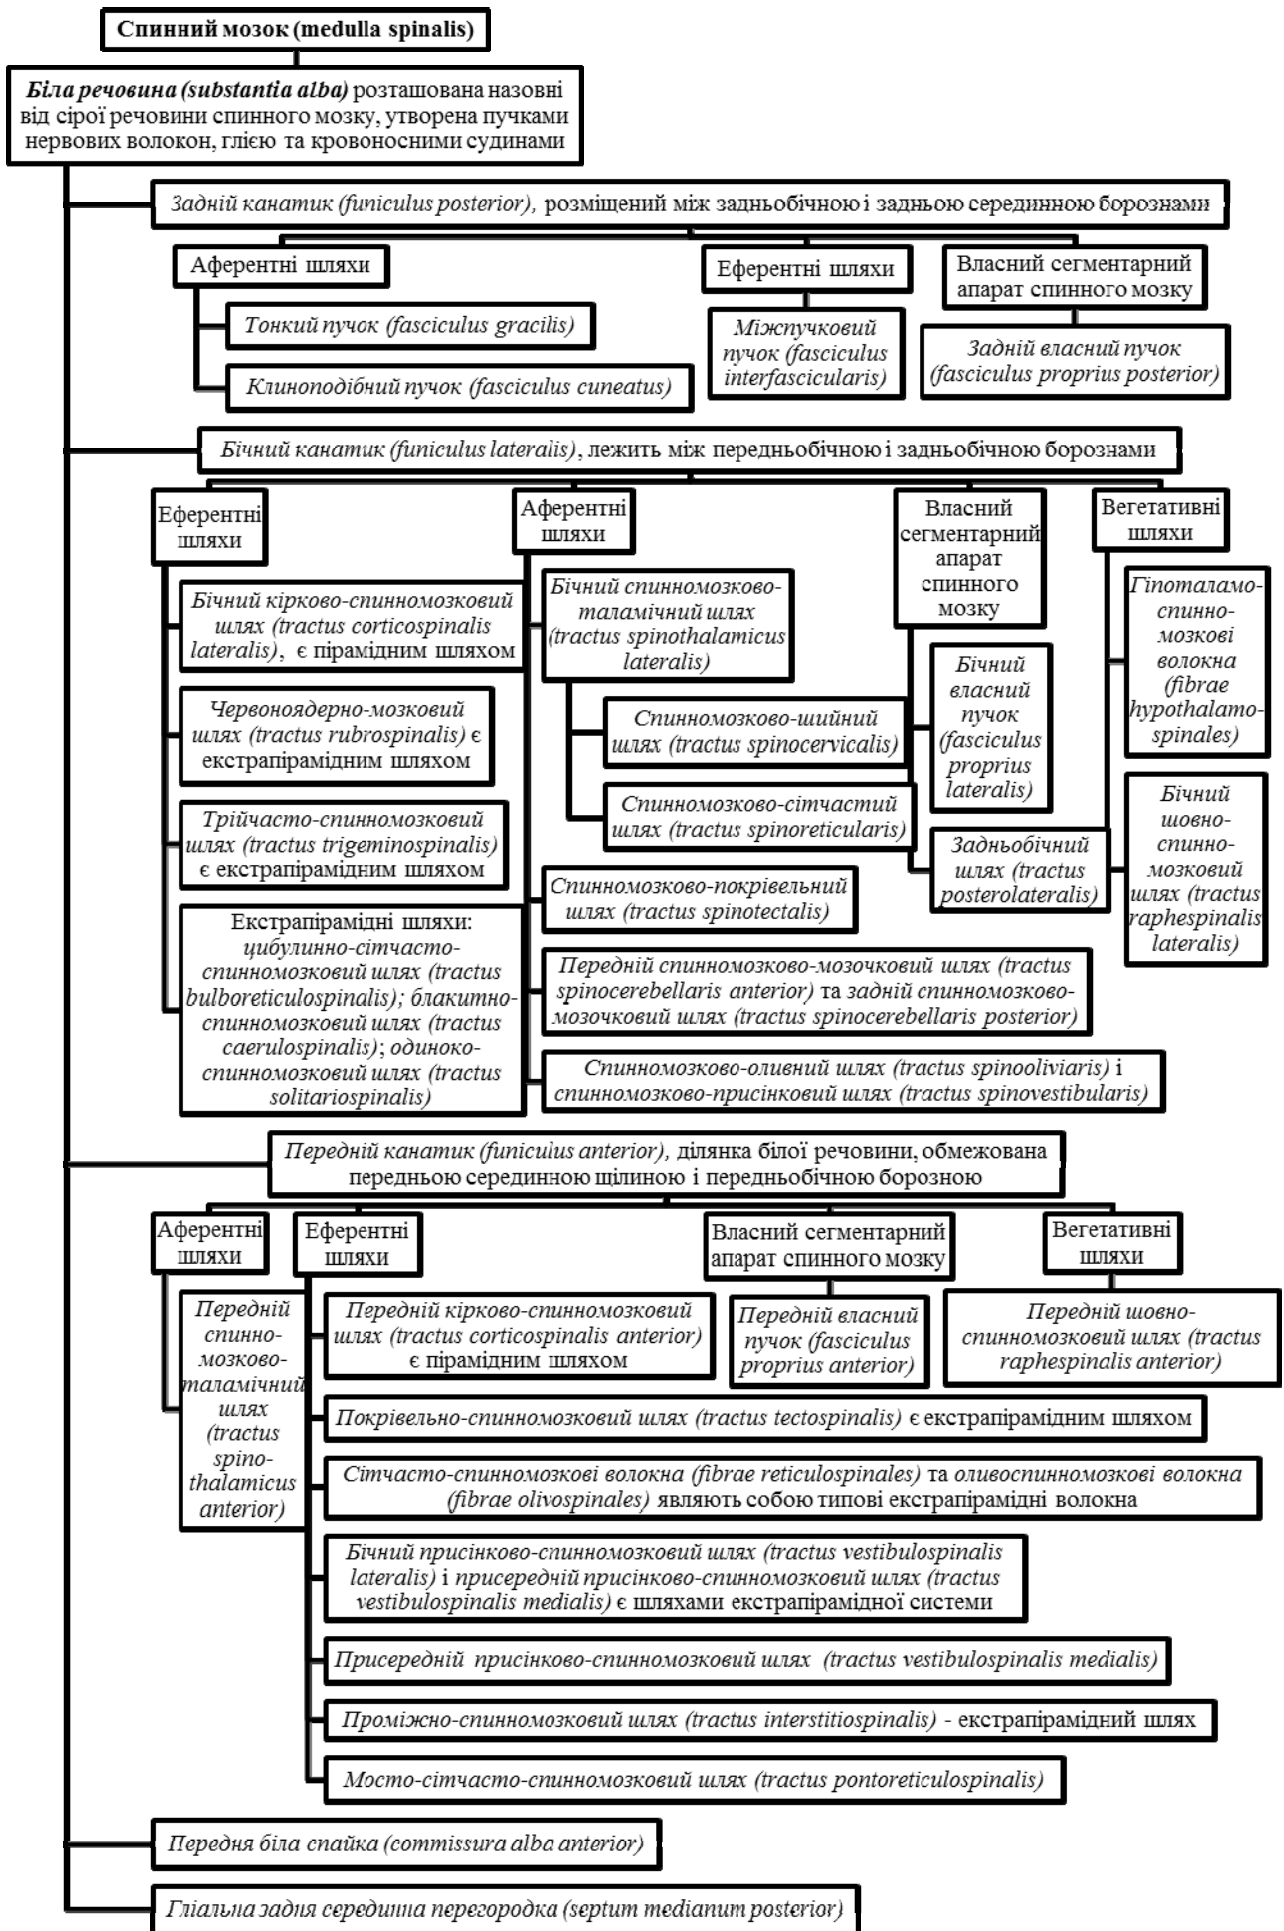 Спинний мозок (medulla spinalis)
Біла речовина (substantia alba) розташована назовні
від сірої речовини спинного мозку, утворена пучками
нервових волокон, глією та кровоносними судинами
Задній канатик (funiculus posterior), розміщений між задньобічною і задньою серединною борознами
Аферентні шляхи
Тонкий пучок (fasciculus gracilis)
Клиноподібний пучок (fasciculus cuneatus)
Еферентні шляхи
Міжпучковий
пучок (fasciculus
interfascicularis)
Власний сегментарний
апарат спинного мозку
Задній власний пучок
(fasciculus proprius posterior)
Бічний канатик (funiculus lateralis), лежить між передньобічною і задньобічною борознами
Еферентні
шляхи
Бічний кірково-спинномозковий
шлях (tractus corticospinalis
lateralis), є пірамідним шляхом
Червоноядерно-мозковий
шлях (tractus rubrospinalis) є
екстрапірамідним шляхом
Трійчасто-спинномозковий
шлях (tractus trigeminospinalis)
є екстрапірамідним шляхом
Екстрапірамідні шляхи:
цибулинно-сітчасто-
спинномозковий шлях (tractus
bulboreticulospinalis); блакитно-
спинномозковий шлях (tractus
caerulospinalis); одиноко-
спинномозковий шлях (tractus
solitariospinalis)
Аферентні
шляхи
Бічний спинномозково-
таламічний шлях
(tractus spinothalamicus
lateralis)
Спинномозково-шийний
шлях (tractus spinocervicalis)
Спинномозково-сітчастий
шлях (tractus spinoreticularis)
Спинномозково-покрівельний
шлях (tractus spinotectalis)
Передній спинномозково-мозочковий шлях (tractus
spinocerebellaris anterior) та задній спинномозково-
мозочковий шлях (tractus spinocerebellaris posterior)
Спинномозково-оливний шлях (tractus spinooliviaris) і
спинномозково-присінковий шлях (tractus spinovestibularis)
Власний
сегментарний
апарат
спинного
мозку
Бічний
власний
пучок
(fasciculus
proprius
lateralis)
Задньобічний
шлях (tractus
posterolateralis)
Вегетативні
шляхи
Гіпоталамо-
спинно-
мозкові
волокна
(fibrae
hypothalamo-
spinales)
Бічний
шовно-
спинно-
мозковий
шлях (tractus
raphespinalis
lateralis)
Передній канатик (funiculus anterior), ділянка білої речовини, обмежована
передньою серединною щілиною і передньобічною борозною
Аферентні
шляхи
Передній
спинно-
мозково-
таламічний
шлях
(tractus
spino-
thalamicus
anterior)
Еферентні
шляхи
Передній кірково-спинномозковий
шлях (tractus corticospinalis anterior)
є пірамідним шляхом
Покрівельно-спинномозковий шлях (tractus tectospinalis) є екстрапірамідним шляхом
Сітчасто-спинномозкові волокна (fibrae reticulospinales) та оливоспинномозкові волокна
(fibrae olivospinales) являють собою типові екстрапірамідні волокна
Бічний присінково-спинномозковий шлях (tractus vestibulospinalis
lateralis) і присередній присінково-спинномозковий шлях (tractus
vestibulospinalis medialis) є шляхами екстрапірамідної системи
Присередній присінково-спинномозковий шлях (tractus vestibulospinalis medialis)
Проміжно-спинномозковий шлях (tractus interstitiospinalis) - екстрапірамідний шлях
Мосто-сітчасто-спинномозковий шлях (tractus pontoreticulospinalis)
Власний сегментарний
апарат спинного мозку
Передній власний
пучок (fasciculus
proprius anterior)
Вегетативні
шляхи
Передній шовно-
спинномозковий шлях (tractus
raphespinalis anterior)
Передня біла спайка (commissura alba anterior)
Гліальна задня серединна перегородка (septum medianum posterior)